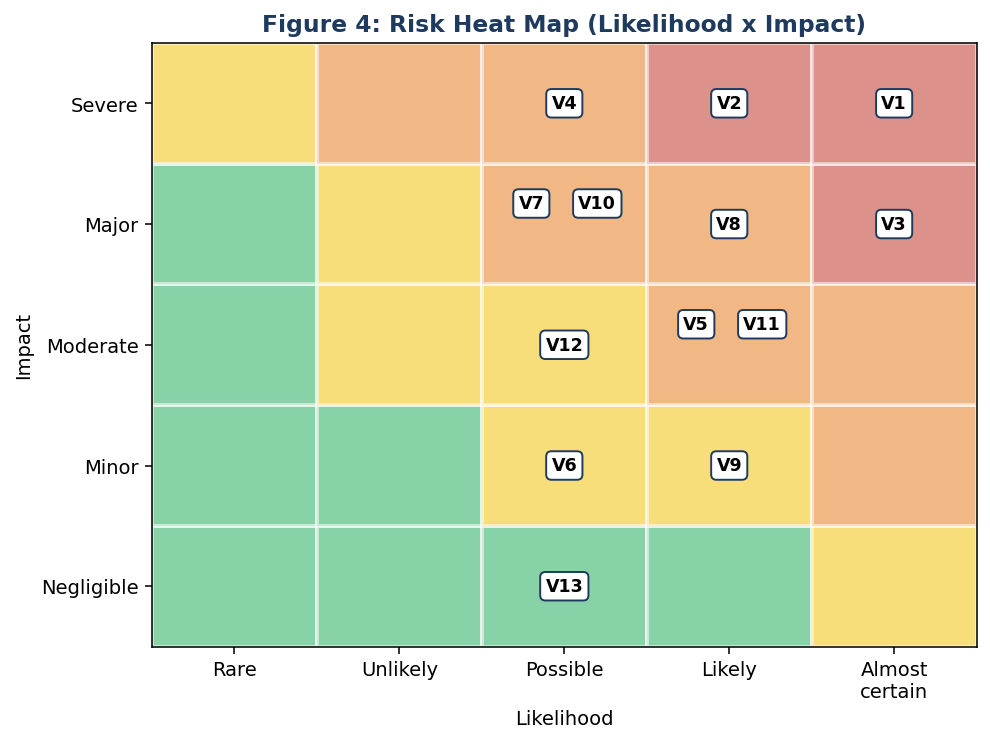 Figure 4: Risk Heat Map (Likelihood x Impact)
Impact
Severe
V4
V2
V1
Major
V7
V10
V8
V3
Moderate
V12
V5
V11
Minor
V6
V9
Negligible
V13
Rare
Unlikely
Possible
Likely
Almost
certain
Likelihood